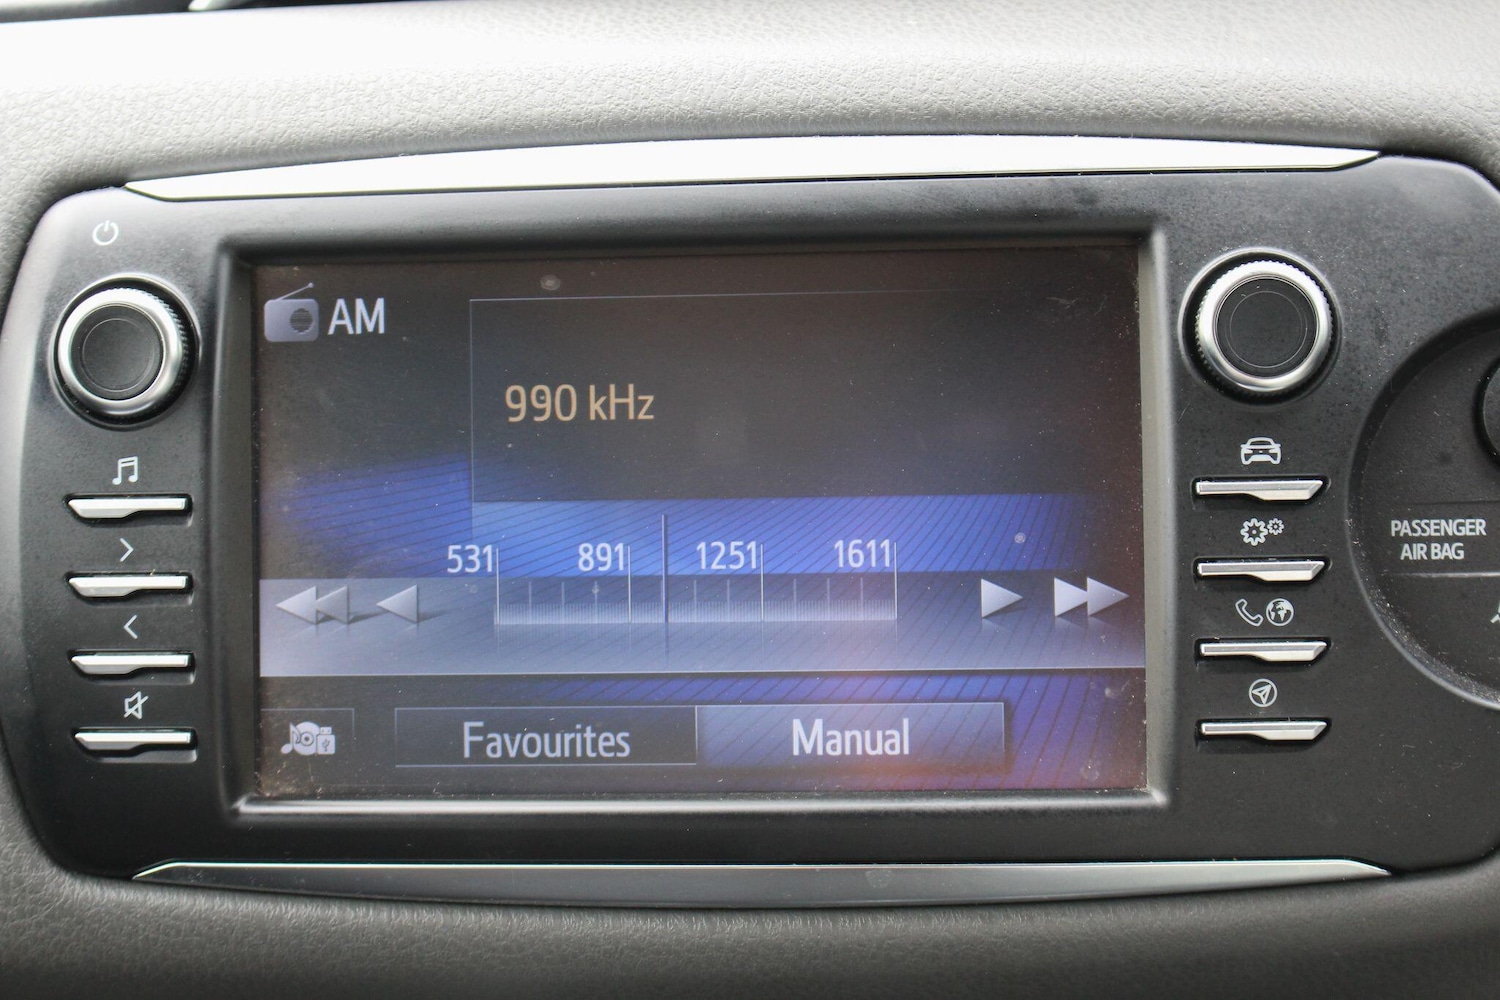 AM
990 kHz
531 891 1251 1611
Favourites Manual
PASSENGER
AIR BAG